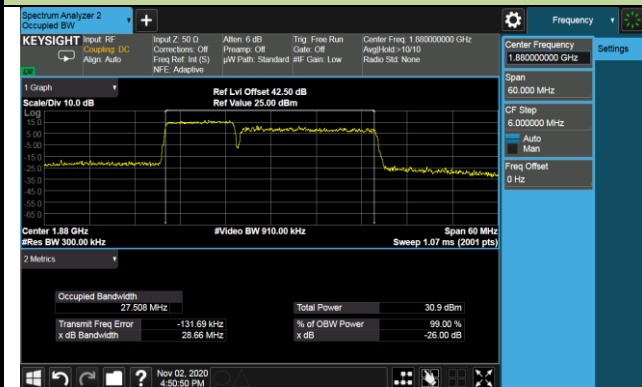 Spectrum Analyzer 2
Occupied BW
Frequency
KEYSIGHT
Input: RF
Coupling: DC
Align: Auto
Input Z: 50 Ω
Corrections: Off
Freq Ref: Int (S)
NFE: Adaptive
Atten: 6 dB
Preamp: Off
µW Path: Standard
Trig: Free Run
Gate: Off
#IF Gain: Low
Center Freq: 1.880000000 GHz
Avg|Hold >10/10
Radio Std: None
1 Graph
Scale/Div 10.0 dB
Ref Lvl Offset 42.50 dB
Ref Value 25.00 dBm
Log
15.0
5.00
-5.00
-15.0
-25.0
-35.0
-45.0
-55.0
-65.0
Center 1.88 GHz
#Video BW 910.00 kHz
Span 60 MHz
#Res BW 300.00 kHz
Sweep 1.07 ms (2001 pts)
2 Metrics
Occupied Bandwidth
27.508 MHz
Total Power
30.9 dBm
Transmit Freq Error
-131.69 kHz
% of OBW Power
99.00 %
x dB Bandwidth
28.66 MHz
x dB
-26.00 dB
Center Frequency
1.880000000 GHz
Settings
Span
60.000 MHz
CF Step
6.000000 MHz
Auto
Man
Freq Offset
0 Hz
?
Nov 02, 2020
4:50:50 PM